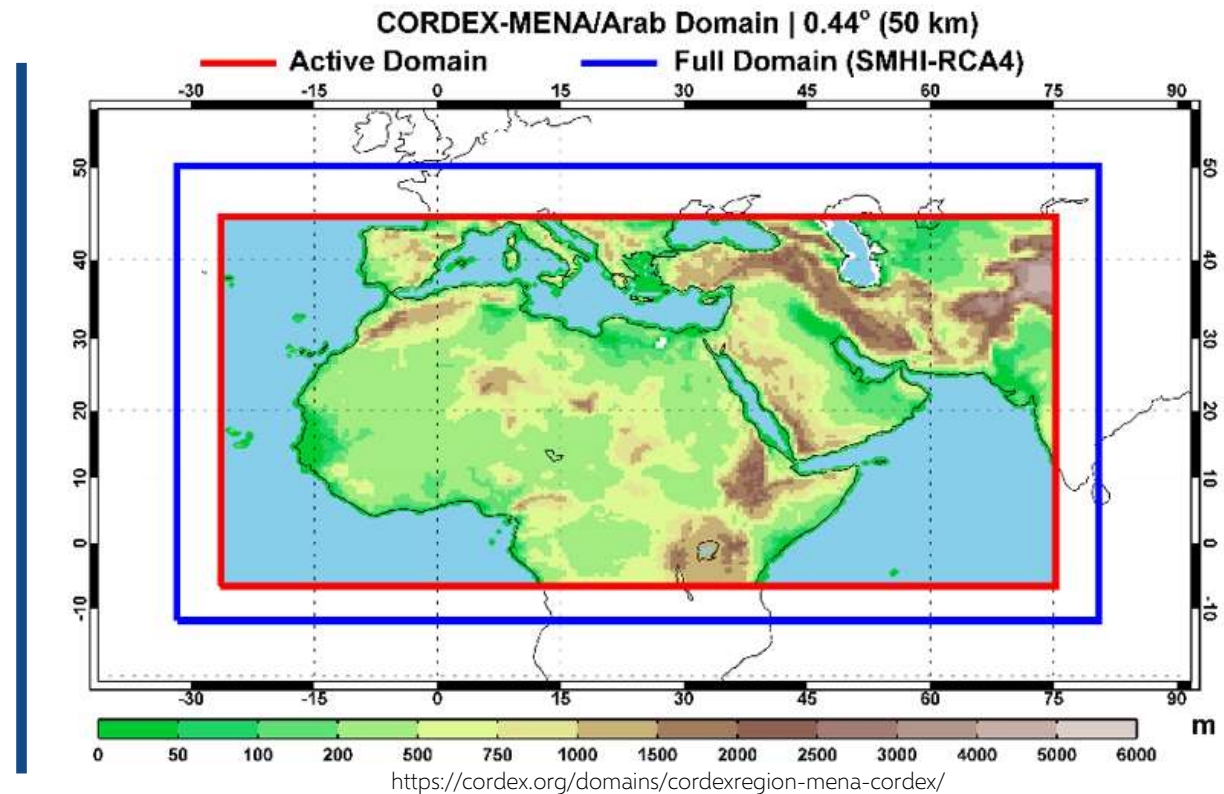 CORDEX-MENA/Arab Domain | 0.44° (50 km)
Active Domain Full Domain (SMHI-RCA4)
-30 -15 0 15 30 45 60 75 90
50 50
40 40
30 30
20 20
10 10
0 0
-10 -10
-30 -15 0 15 30 45 60 75 90
m
0 50 100 200 500 750 1000 1500 2000 2500 3000 4000 5000 6000
https://cordex.org/domains/cordexregion-mena-cordex/